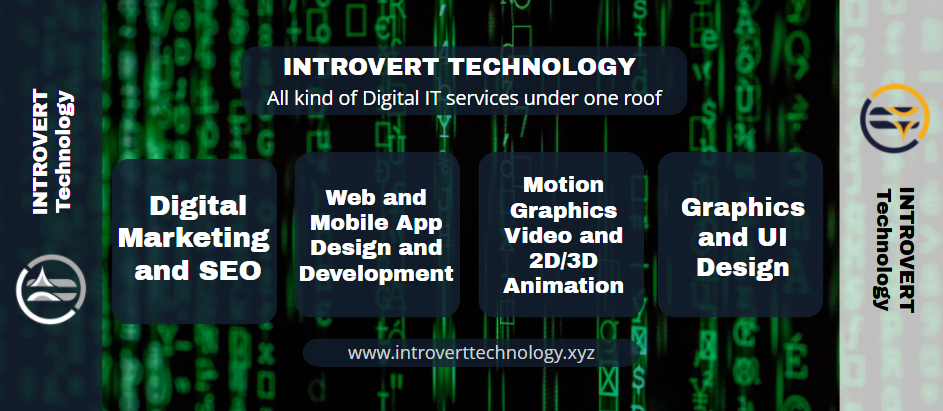 INTROVERT TECHNOLOGY
All kind of Digital IT services under one roof
INTROVERT
Technology
Digital
Marketing
and SEO
Web and
Mobile App
Design and
Development
Motion
Graphics
Video and
2D/3D
Animation
Graphics
and UI
Design
INTROVERT
Technology
www.introverttechnology.xyz